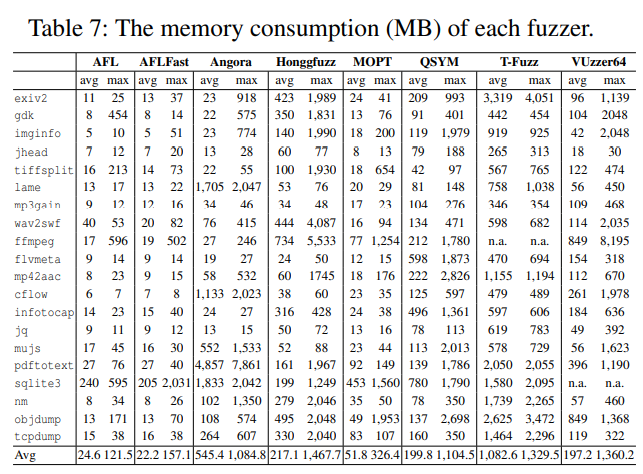 Table 7: The memory consumption (MB) of each fuzzer.
AFL AFLFast Angora Honggfuzz MOPT QSYM T-Fuzz VUzzer64
avg max avg max avg max avg max avg max avg max avg max avg max
exiv2 11 25 13 37 23 918 423 1,989 24 41 209 993 3,319 4,051 96 1,139
gdk 8 454 8 14 22 575 350 1,831 13 76 91 401 442 454 104 2048
imginfo 5 10 5 51 23 774 140 1,990 18 200 119 1,979 919 925 42 2,048
jhead 7 12 7 20 13 28 60 77 8 13 79 188 265 313 18 30
tiffsplit 16 213 14 73 22 55 100 1,930 18 654 42 97 567 765 122 474
lame 13 17 13 22 1,705 2,047 53 76 20 29 81 148 758 1,038 56 450
mp3gain 9 12 12 16 34 46 34 48 17 23 104 276 346 354 109 468
wav2swf 40 53 20 82 76 415 444 4,087 16 94 134 471 598 682 114 2,035
ffmpeg 17 596 19 502 27 246 734 5,533 77 1,254 212 1,780 n.a. n.a. 849 8,195
flvmeta 9 14 9 14 19 27 24 50 12 15 598 1,873 470 694 154 318
mp42aac 8 23 9 15 58 532 60 1745 18 176 222 2,826 1,155 1,194 112 670
cflow 6 7 7 8 1,133 2,023 38 60 23 35 125 597 479 489 261 1,978
infotocap 14 23 15 40 24 27 316 428 24 38 496 1,361 597 606 184 636
jq 9 11 9 12 13 15 50 72 13 16 78 113 619 783 49 392
mujs 17 45 16 30 552 1,533 52 88 23 44 113 2,013 578 729 56 1,623
pdftotext 27 76 27 40 4,857 7,861 161 1,967 92 149 139 1,786 2,050 2,055 396 1,190
sqlite3 240 595 205 2,031 1,833 2,042 199 1,249 453 1,560 780 1,790 1,580 2,095 n.a. n.a.
nm 8 34 8 26 102 1,350 279 2,046 35 50 78 350 1,739 2,265 57 460
objdump 13 171 13 70 108 574 495 2,048 49 1,953 137 2,698 2,625 3,472 849 1,368
tcpdump 15 38 16 38 264 607 330 2,040 83 107 160 350 1,464 2,296 119 322
Avg 24.6 121.5 22.2 157.1 545.4 1,084.8 217.1 1,467.7 51.8 326.4 199.8 1,104.5 1,082.6 1,329.5 197.2 1,360.2